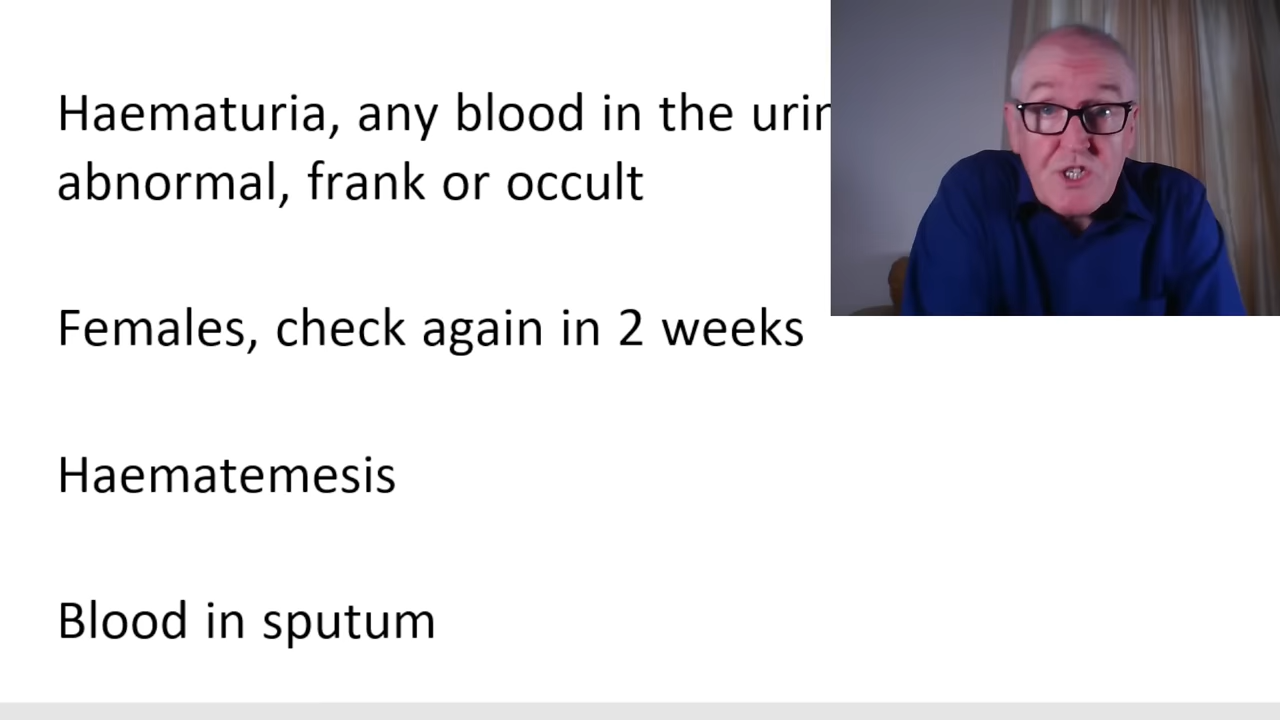 Haematuria, any blood in the
abnormal, frank or occult
Females, check again in 2 weeks
Haematemesis
Blood in sputum